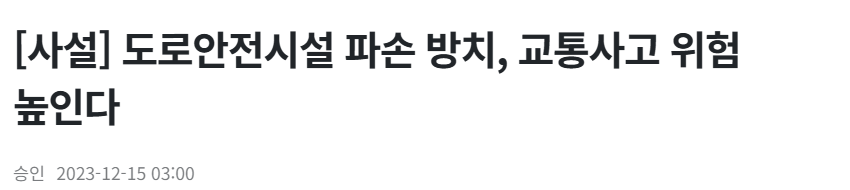 [사설] 도로안전시설 파손 방치, 교통사고 위험
높인다
승인 2023-12-15 03:00